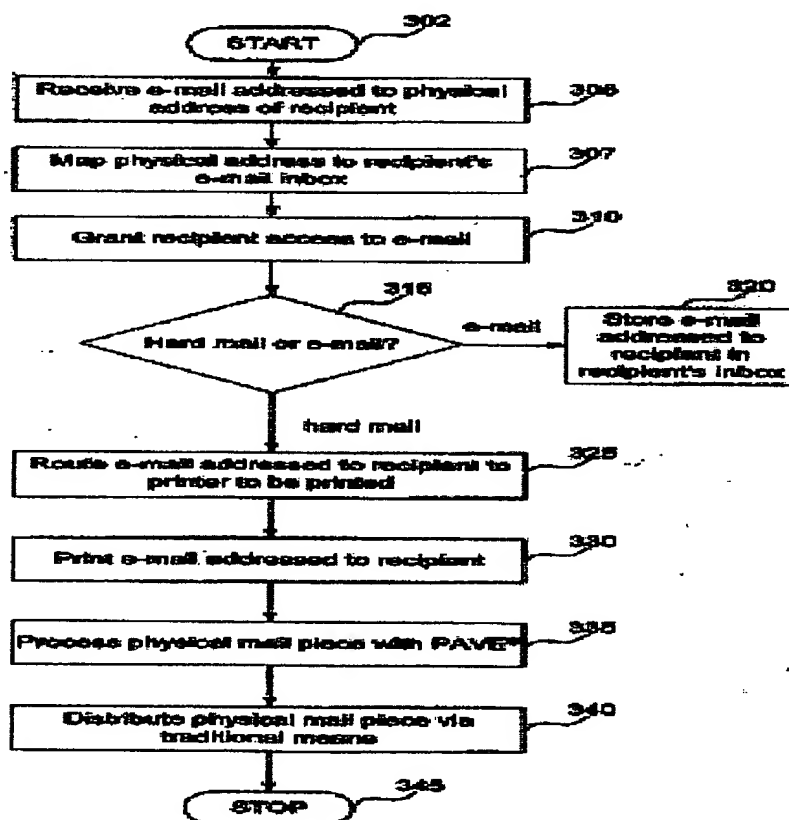 302
START
Receive e-mail addressed to physical
address of recipient
306
Map physical address to recipient's
e-mail inbox
307
Grant recipient access to e-mail
310
315
Hard mail or e-mail?
e-mail
320
Store e-mail
addressed to
recipient in
recipient's inbox
hard mail
Route e-mail addressed to recipient to
printer to be printed
325
Print e-mail addressed to recipient
330
Process physical mail piece with PAVE™
335
Distribute physical mail piece via
traditional means
340
STOP
345